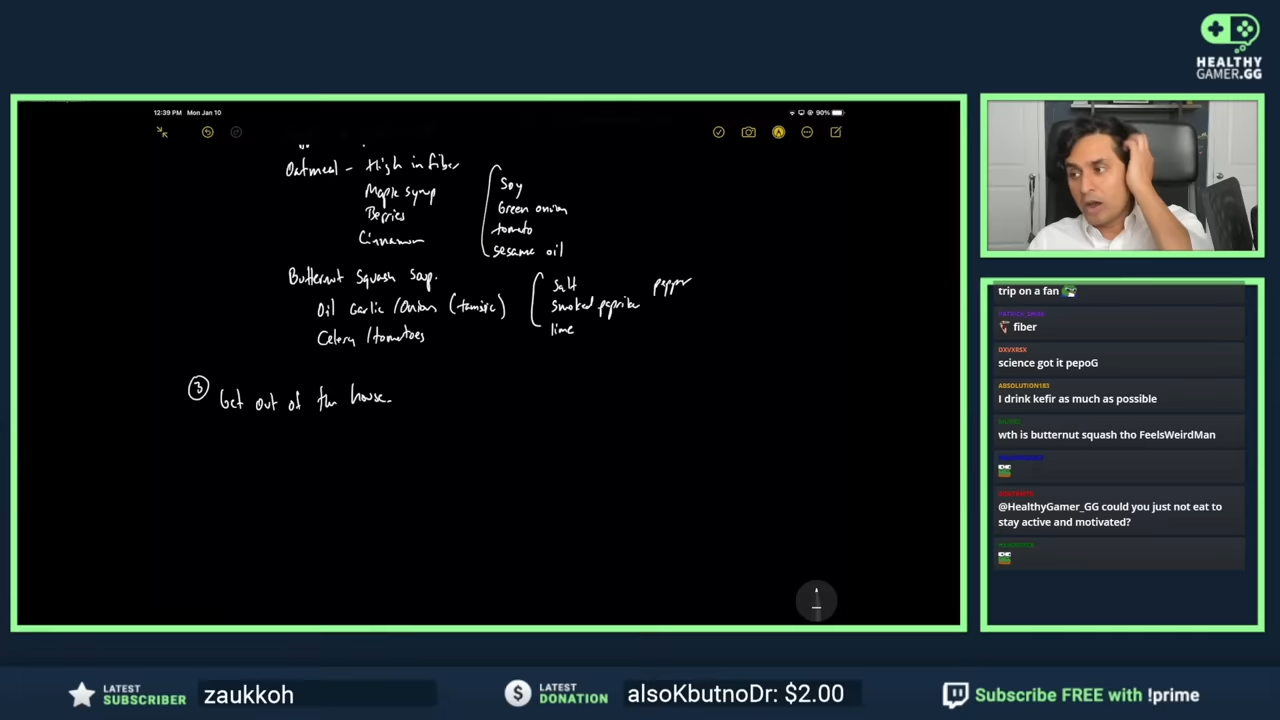 HEALTHY
GAMER.GG
12:39 PM Mon Jan 10
90%
Oatmeal - High in fiber
Maple syrup
Berries
Cinnamon
Soy
Green onion
tomato
sesame oil
Butternut Squash soup.
Oil Garlic /Onion
Celery /tomatoes
Salt
pepper
smoked paprika
lime
3 Get out of the house.
trip on a fan
fiber
DXVXRSX
science got it pepoG
ABSOLUTION183
I drink kefir as much as possible
wth is butternut squash tho FeelsWeirdMan
@HealthyGamer_GG could you just not eat to
stay active and motivated?
LATEST
SUBSCRIBER
zaukkoh
$
LATEST
DONATION
alsoKbutnoDr: $2.00
Subscribe FREE with !prime